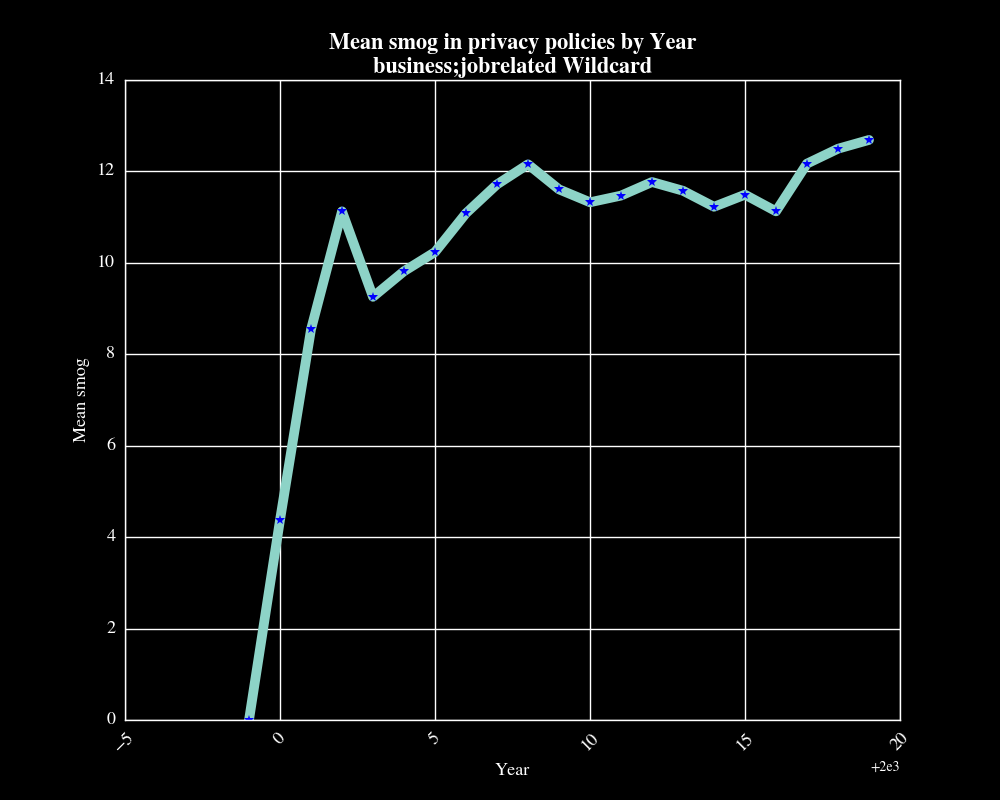 Mean smog in privacy policies by Year
business;jobrelated Wildcard
14
12
10
8
6
4
2
0
Mean smog
−5
0
5
10
15
20
Year
+2e3